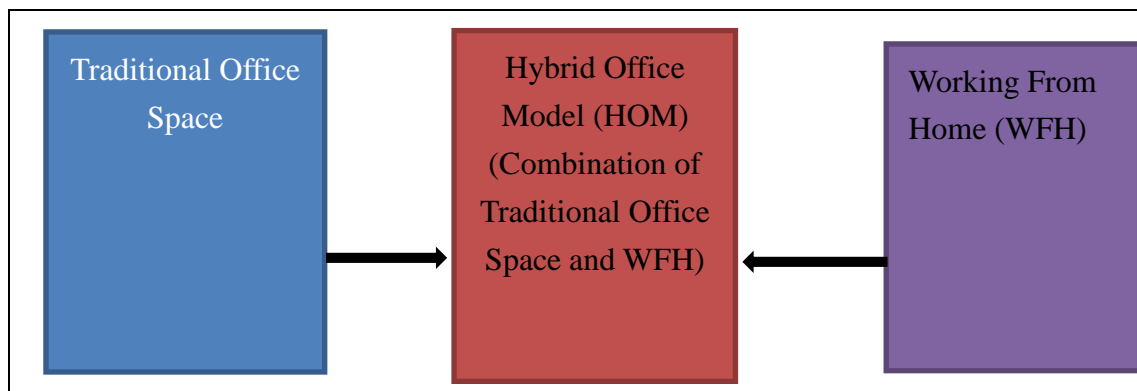 Traditional Office
Space
Hybrid Office
Model (HOM)
(Combination of
Traditional Office
Space and WFH)
Working From
Home (WFH)